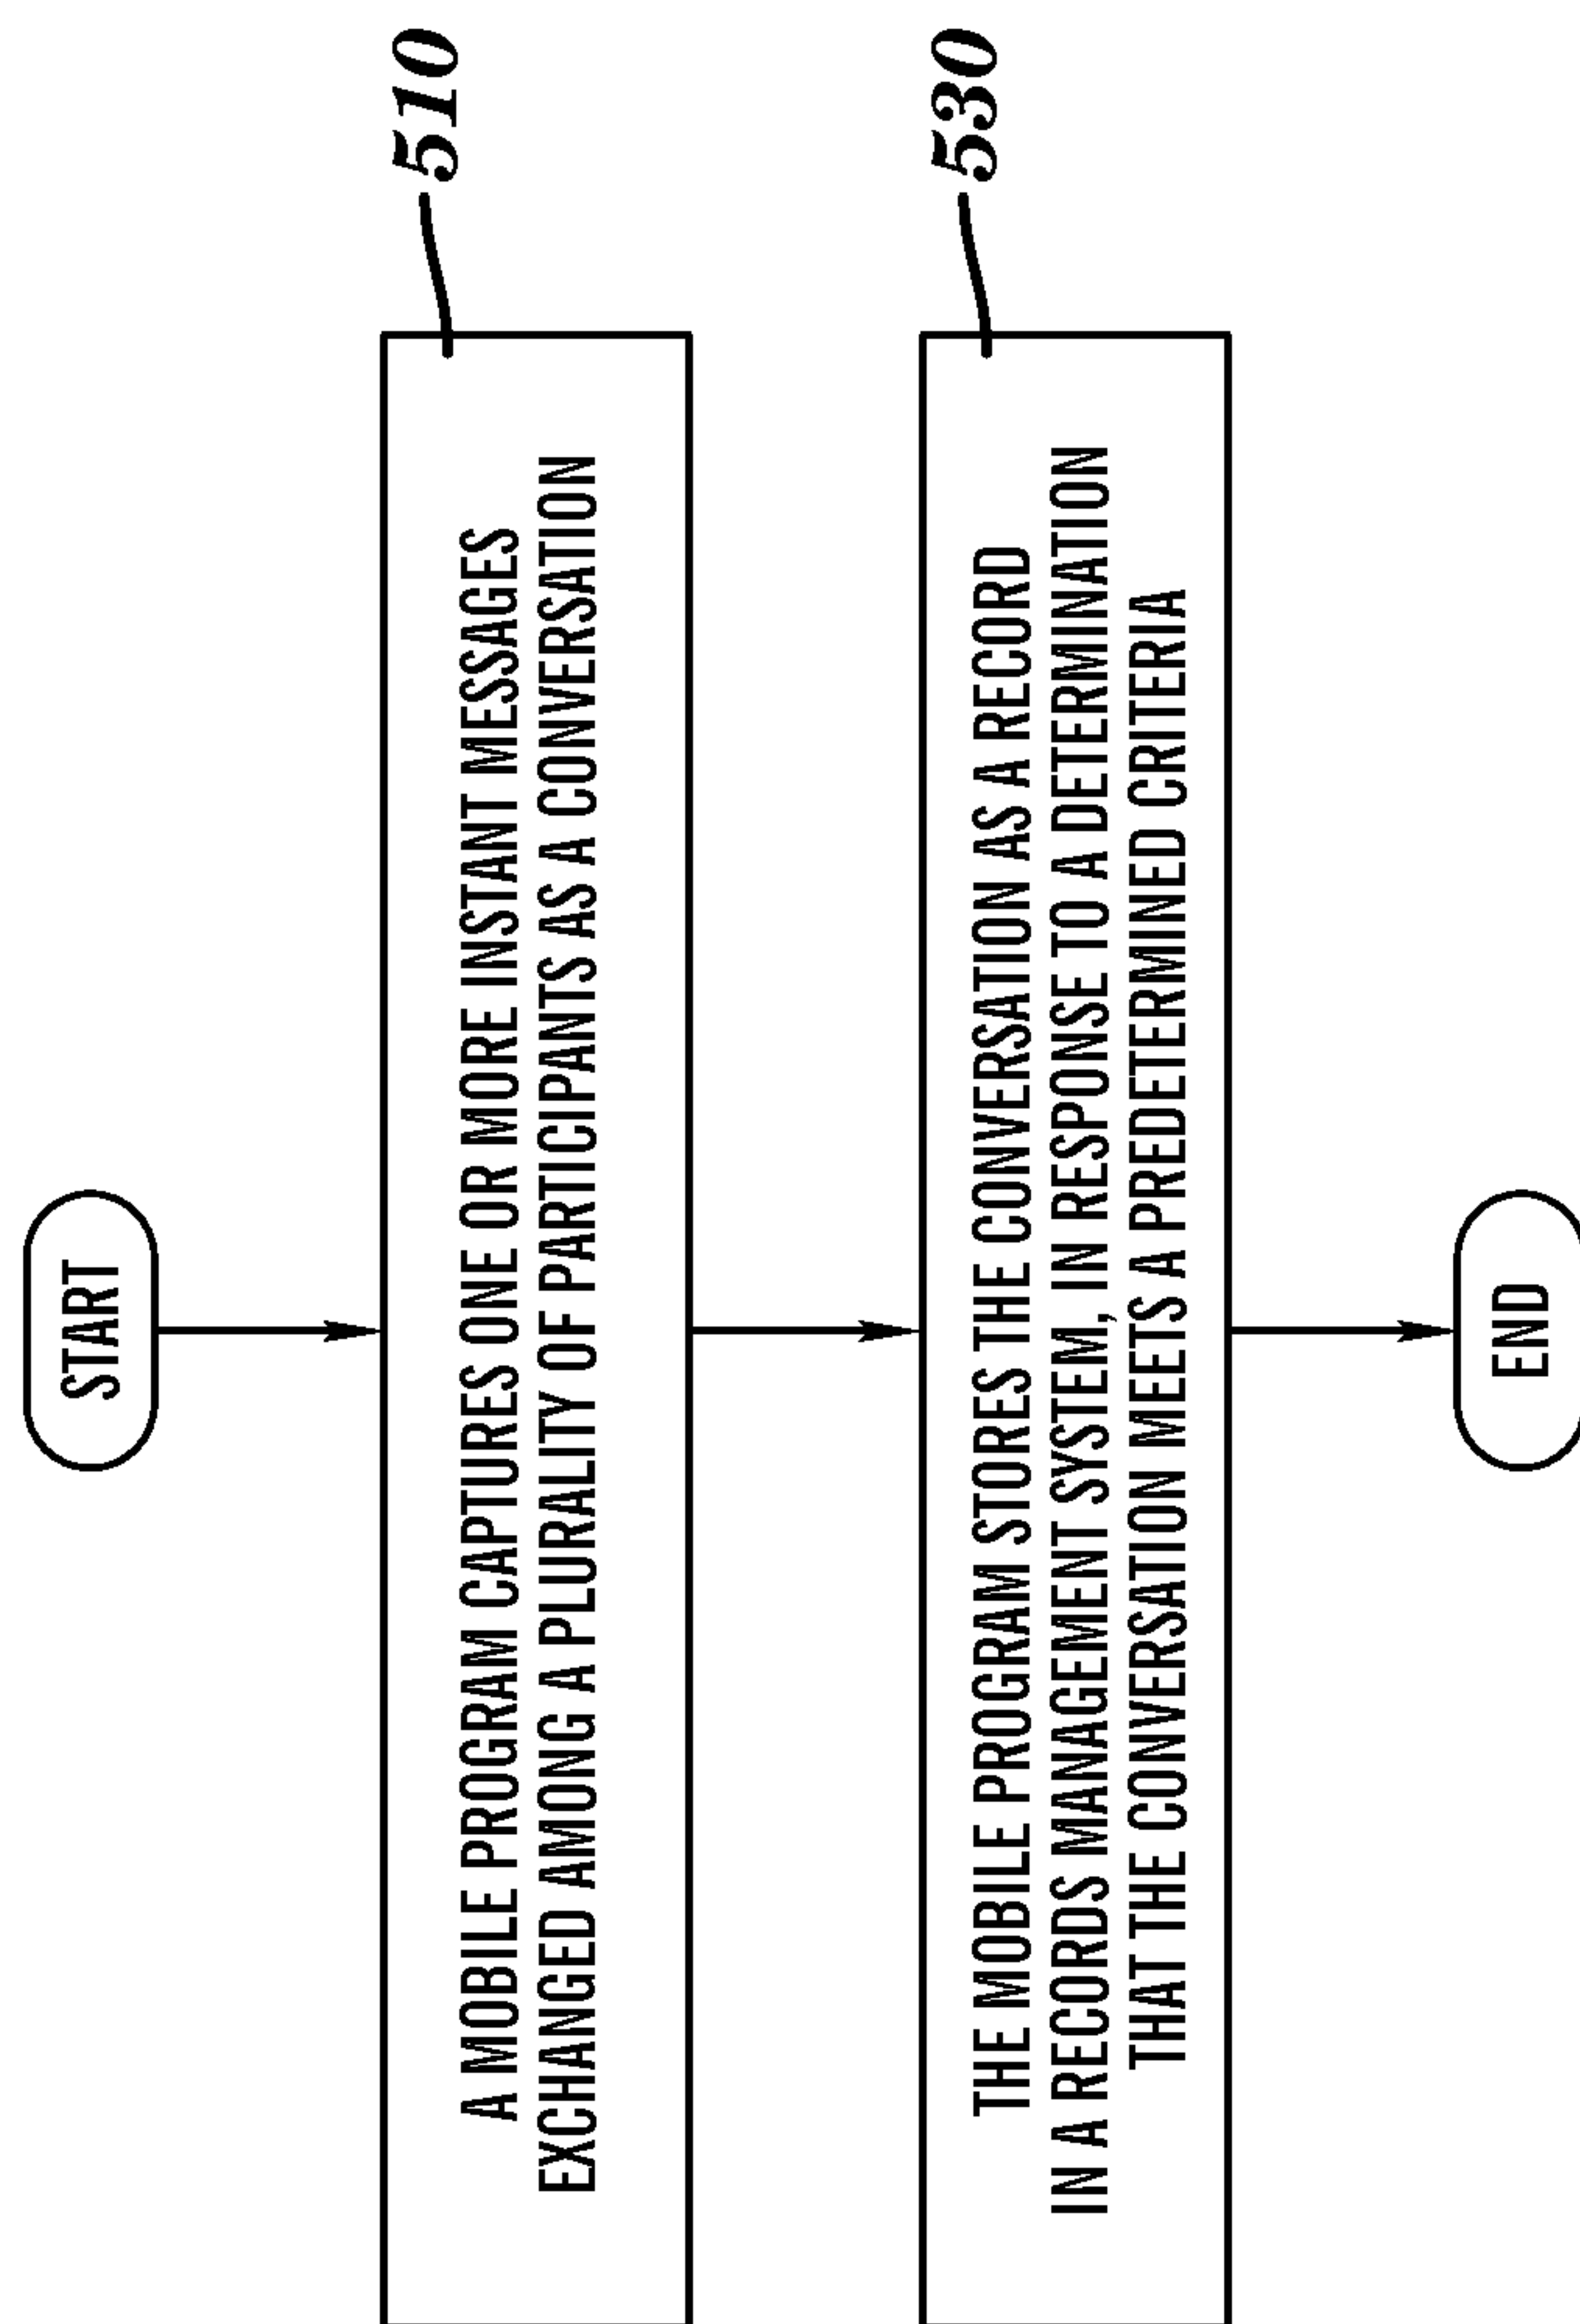 START
510
A MOBILE PROGRAM CAPTURES ONE OR MORE INSTANT MESSAGES
EXCHANGED AMONG A PLURALITY OF PARTICIPANTS AS A CONVERSATION
530
THE MOBILE PROGRAM STORES THE CONVERSATION AS A RECORD
IN A RECORDS MANAGEMENT SYSTEM, IN RESPONSE TO A DETERMINATION
THAT THE CONVERSATION MEETS A PREDETERMINED CRITERIA
END